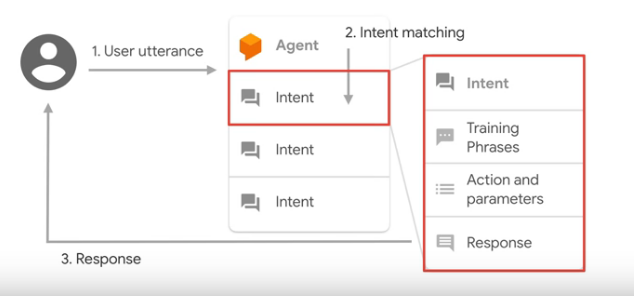 1. User utterance
Agent
2. Intent matching
Intent
Intent
Intent
Intent
Training
Phrases
Action and
parameters
Response
3. Response